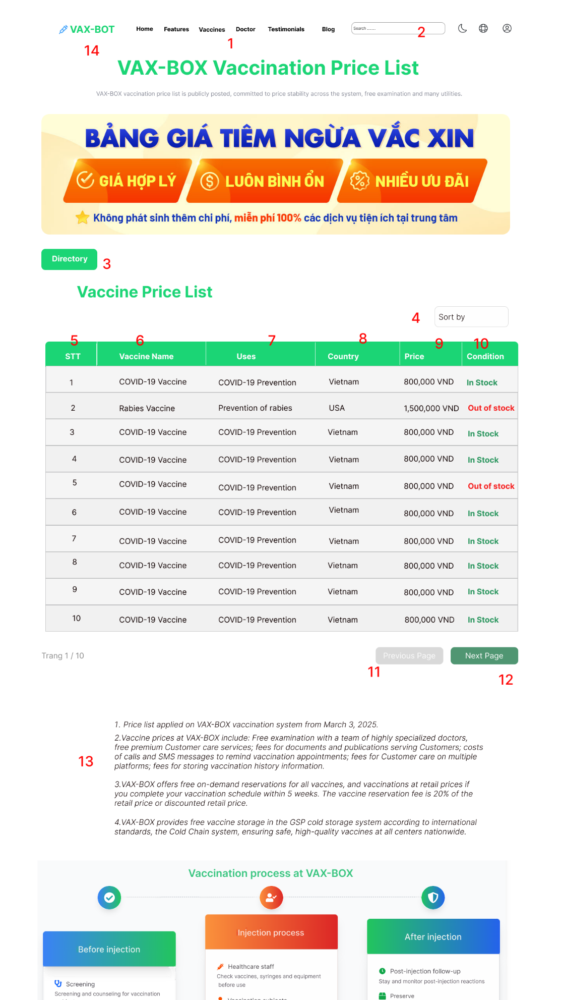 VAX-BOT
Home Features Vaccines Doctor Testimonials Blog
Search ........
2
1
14
VAX-BOX Vaccination Price List
VAX-BOX vaccination price list is publicly posted, committed to price stability across the system, free examination and many utilities.
BẢNG GIÁ TIÊM NGỪA VẮC XIN
GIÁ HỢP LÝ LUÔN BÌNH ỔN NHIỀU ƯU ĐÃI
Không phát sinh thêm chi phí, miễn phí 100% các dịch vụ tiện ích tại trung tâm
Directory
3
Vaccine Price List
4
Sort by
5 6 7 8 9 10
STT Vaccine Name Uses Country Price Condition
1 COVID-19 Vaccine COVID-19 Prevention Vietnam 800,000 VND In Stock
2 Rabies Vaccine Prevention of rabies USA 1,500,000 VND Out of stock
3 COVID-19 Vaccine COVID-19 Prevention Vietnam 800,000 VND In Stock
4 COVID-19 Vaccine COVID-19 Prevention Vietnam 800,000 VND In Stock
5 COVID-19 Vaccine COVID-19 Prevention Vietnam 800,000 VND Out of stock
6 COVID-19 Vaccine COVID-19 Prevention Vietnam 800,000 VND In Stock
7 COVID-19 Vaccine COVID-19 Prevention Vietnam 800,000 VND In Stock
8 COVID-19 Vaccine COVID-19 Prevention Vietnam 800,000 VND In Stock
9 COVID-19 Vaccine COVID-19 Prevention Vietnam 800,000 VND In Stock
10 COVID-19 Vaccine COVID-19 Prevention Vietnam 800,000 VND In Stock
Trang 1 / 10
Previous Page
Next Page
11
12
1. Price list applied on VAX-BOX vaccination system from March 3, 2025.
2.Vaccine prices at VAX-BOX include: Free examination with a team of highly specialized doctors,
free premium Customer care services; fees for documents and publications serving Customers; costs
of calls and SMS messages to remind vaccination appointments; fees for Customer care on multiple
platforms; fees for storing vaccination history information.
13
3.VAX-BOX offers free on-demand reservations for all vaccines, and vaccinations at retail prices if
you complete your vaccination schedule within 5 weeks. The vaccine reservation fee is 20% of the
retail price or discounted retail price.
4.VAX-BOX provides free vaccine storage in the GSP cold storage system according to international
standards, the Cold Chain system, ensuring safe, high-quality vaccines at all centers nationwide.
Vaccination process at VAX-BOX
Before injection
Screening
Screening and counseling for vaccination
Injection process
Healthcare staff
Check vaccines, syringes and equipment
before use
Vaccination subjects
After injection
Post-injection follow-up
Stay and monitor post-injection reactions
Preserve